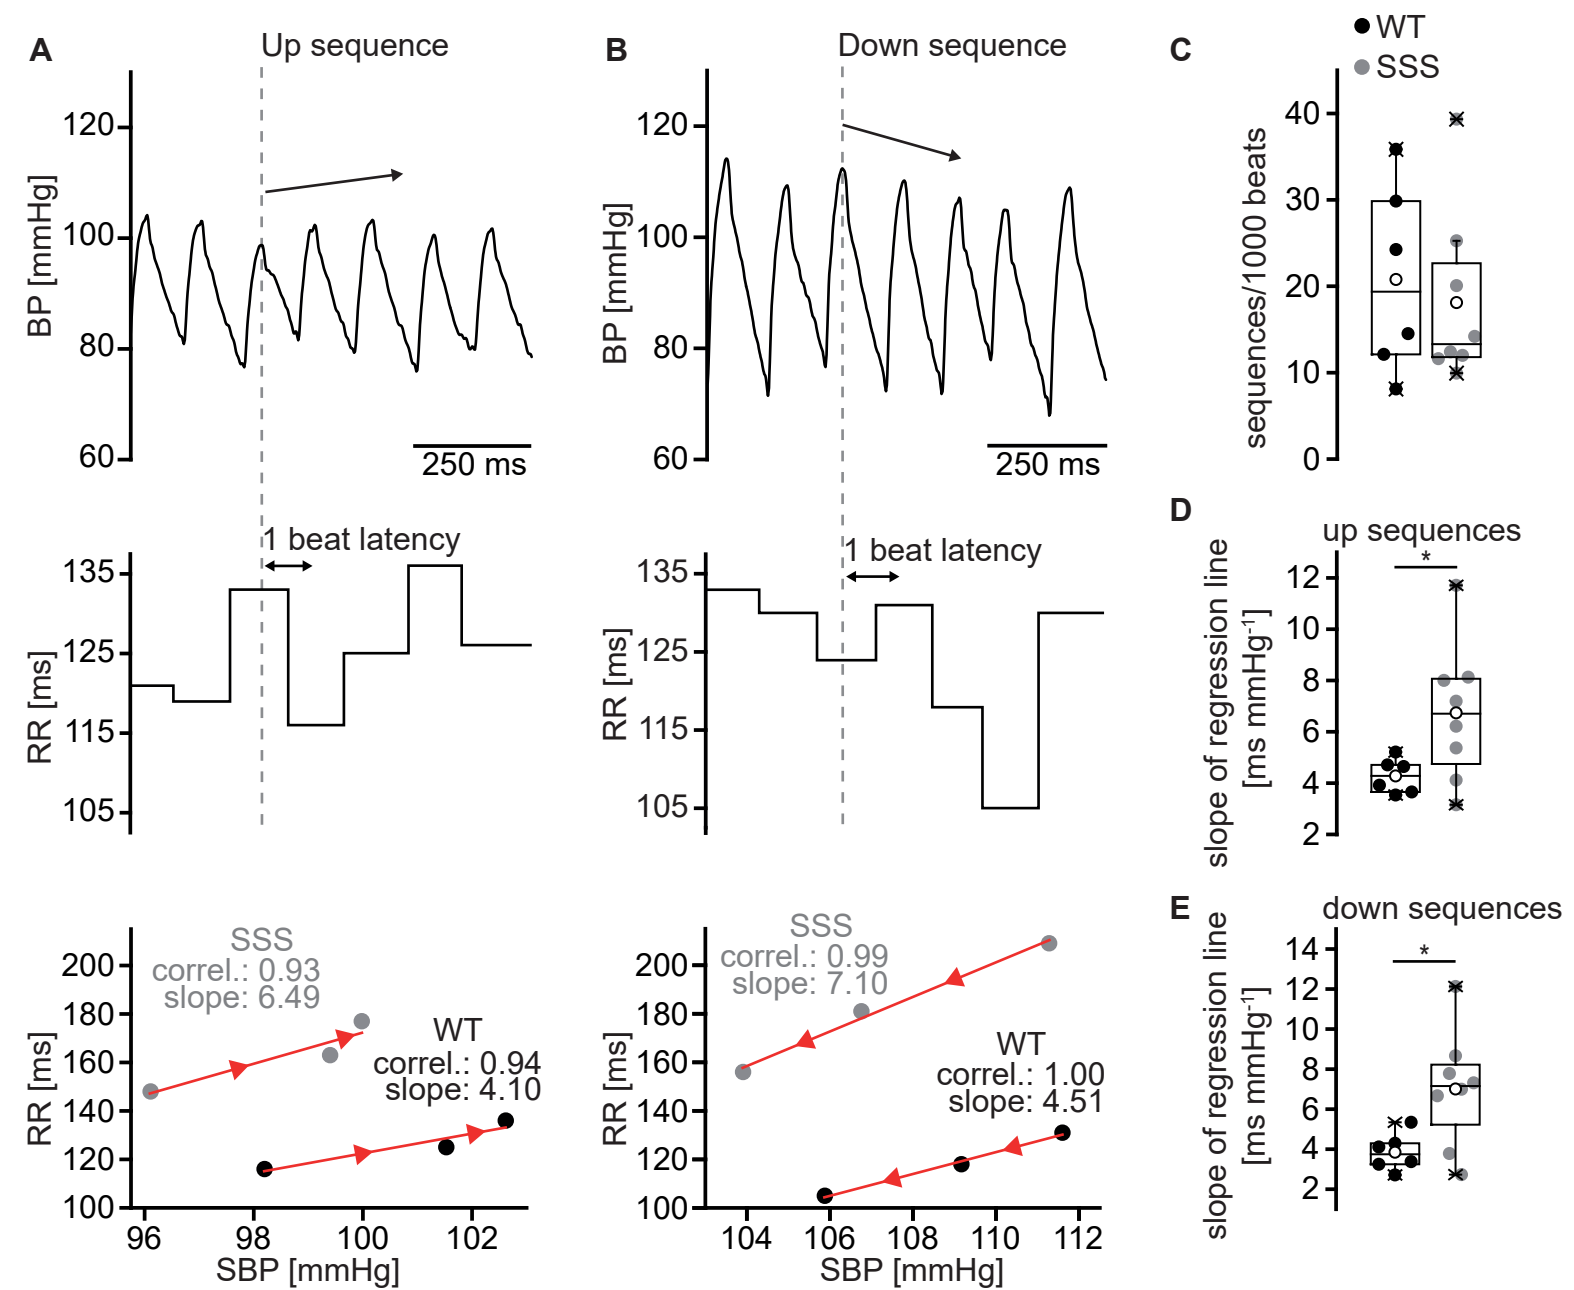 A
Up sequence
120
100
80
60
BP [mmHg]
250 ms
1 beat latency
135
125
115
105
RR [ms]
SSS
correl.: 0.93
slope: 6.49
WT
correl.: 0.94
slope: 4.10
200
180
160
140
120
100
RR [ms]
96
98
100
102
SBP [mmHg]
B
Down sequence
120
100
80
60
BP [mmHg]
250 ms
1 beat latency
135
125
115
105
RR [ms]
SSS
correl.: 0.99
slope: 7.10
WT
correl.: 1.00
slope: 4.51
200
180
160
140
120
100
RR [ms]
104
106
108
110
112
SBP [mmHg]
C
WT
SSS
40
30
20
10
0
sequences/1000 beats
D
up sequences
*
12
10
8
6
4
2
slope of regression line
[ms mmHg⁻¹]
E
down sequences
*
14
12
10
8
6
4
2
slope of regression line
[ms mmHg⁻¹]